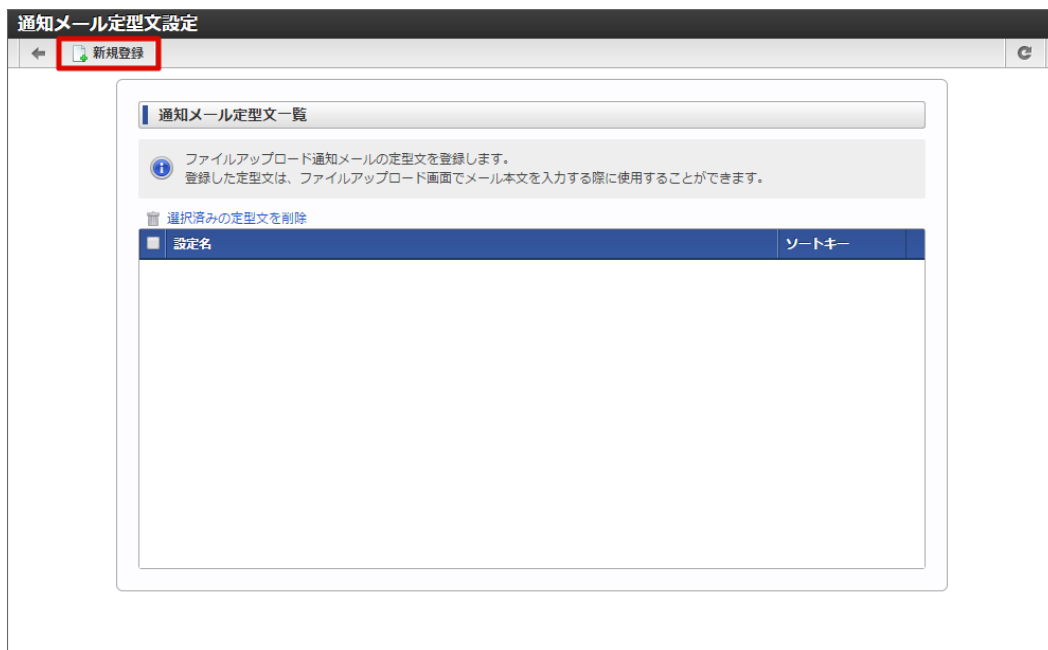 通知メール定型文設定
新規登録
通知メール定型文一覧
ファイルアップロード通知メールの定型文を登録します。
登録した定型文は、ファイルアップロード画面でメール本文を入力する際に使用することができます。
選択済みの定型文を削除
設定名 ソートキー